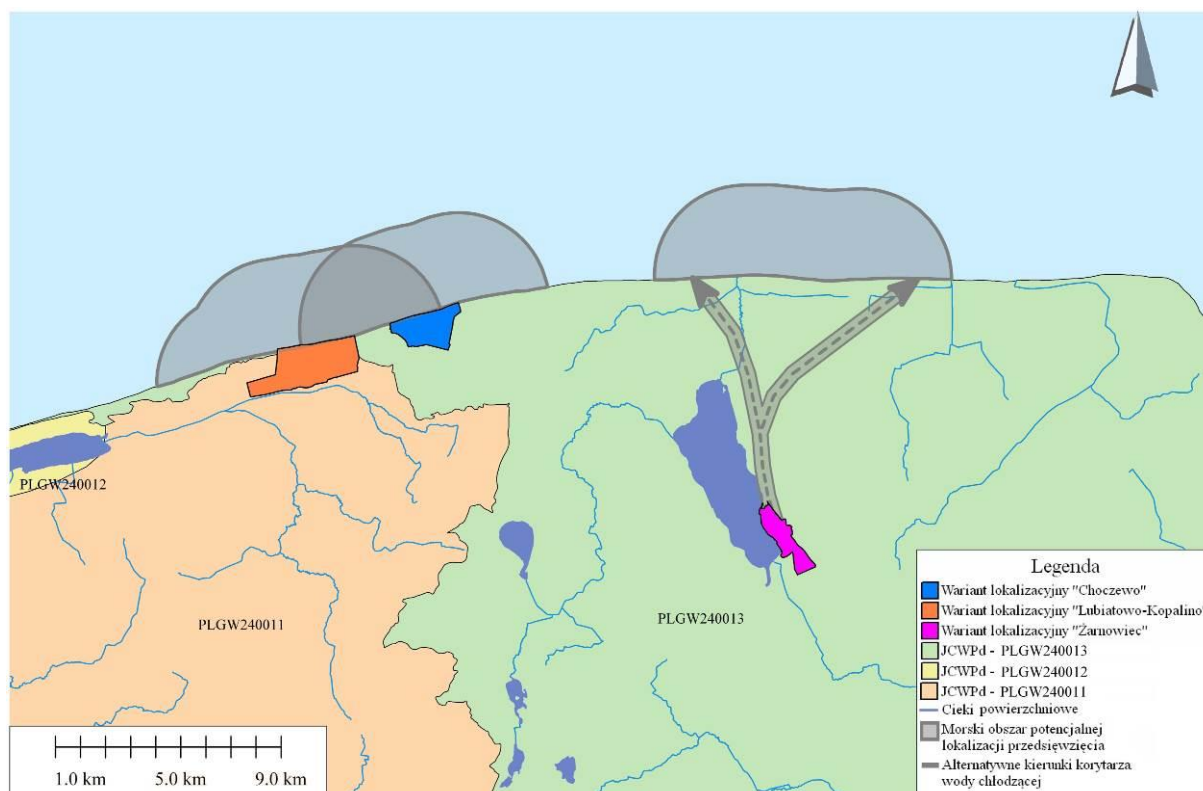 PLGW240012
PLGW240011
PLGW240013
Legenda
Wariant lokalizacyjny "Choczewo"
Wariant lokalizacyjny "Lubiatowo-Kopalino"
Wariant lokalizacyjny "Żarnowiec"
JCWPd - PLGW240013
JCWPd - PLGW240012
JCWPd - PLGW240011
Cieki powierzchniowe
Morski obszar potencjalnej
lokalizacji przedsięwzięcia
Alternatywne kierunki korytarza
wody chłodzącej
1.0 km 5.0 km 9.0 km